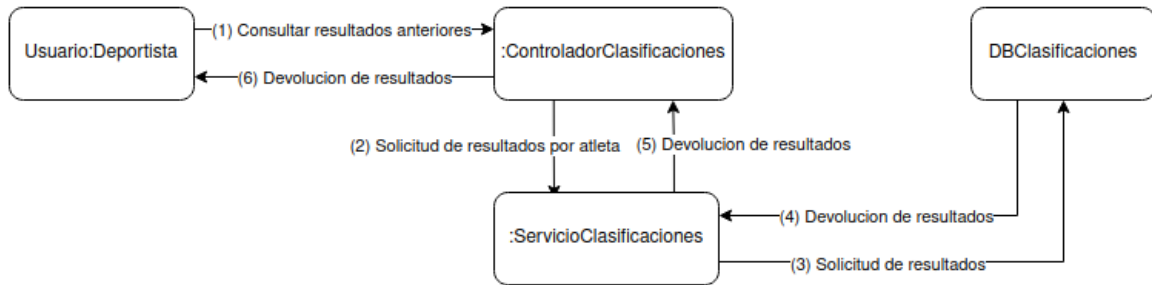 Usuario:Deportista
(1) Consultar resultados anteriores
:ControladorClasificaciones
DBClasificaciones
(6) Devolucion de resultados
(2) Solicitud de resultados por atleta
(5) Devolucion de resultados
:ServicioClasificaciones
(4) Devolucion de resultados
(3) Solicitud de resultados